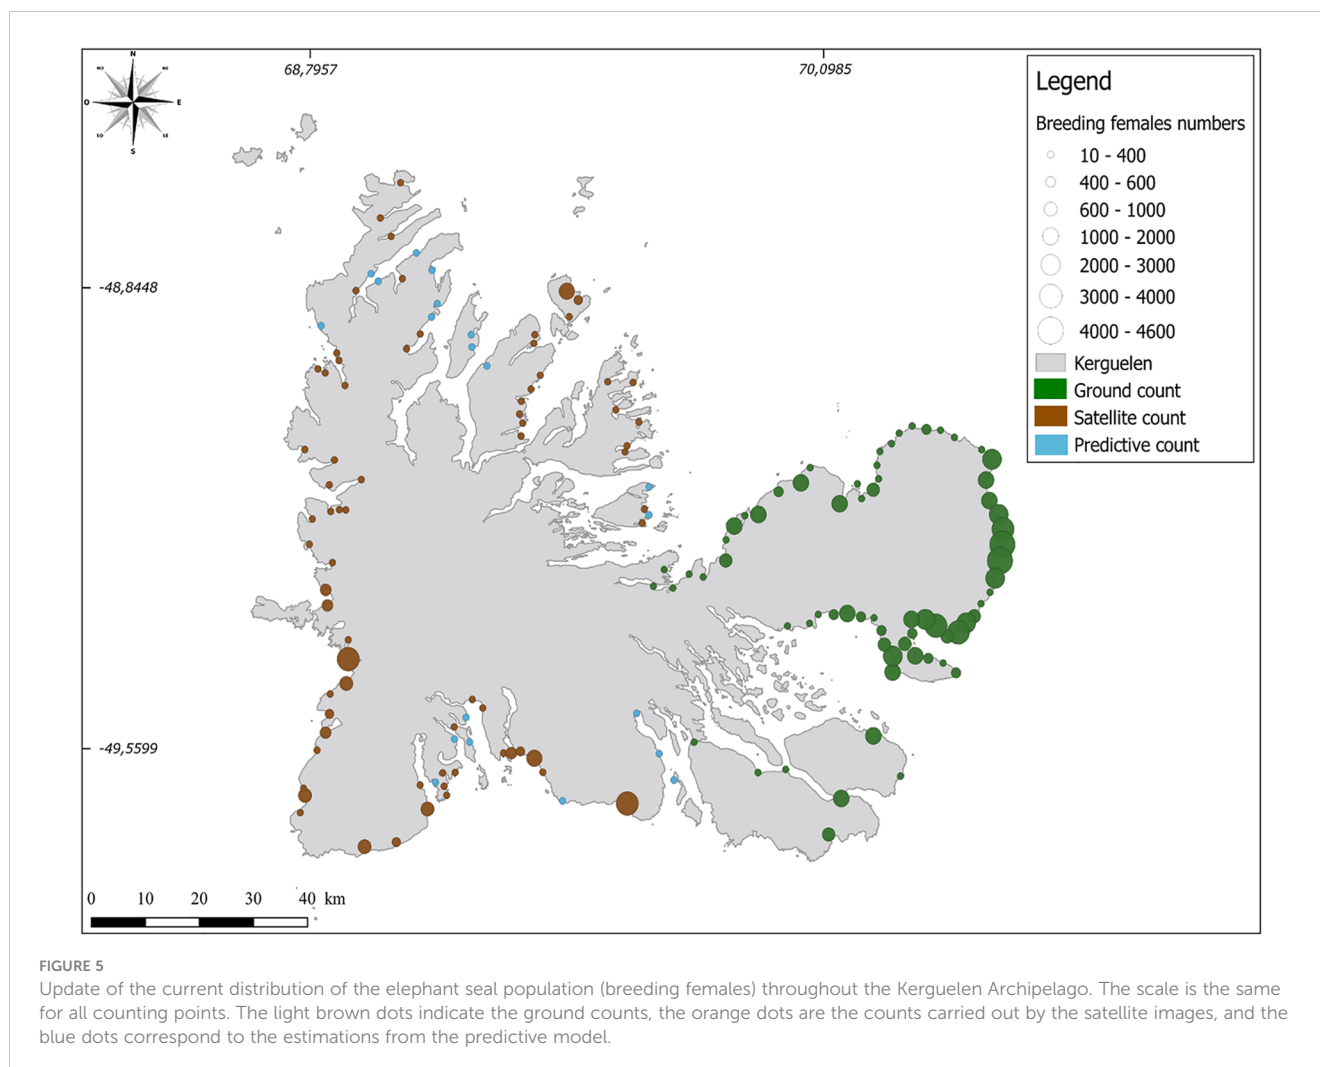 68,7957
70,0985
N
NO
NE
O
E
SO
SE
S
-48,8448
-49,5599
Legend
Breeding females numbers
10 - 400
400 - 600
600 - 1000
1000 - 2000
2000 - 3000
3000 - 4000
4000 - 4600
Kerguelen
Ground count
Satellite count
Predictive count
0 10 20 30 40 km
FIGURE 5
Update of the current distribution of the elephant seal population (breeding females) throughout the Kerguelen Archipelago. The scale is the same
for all counting points. The light brown dots indicate the ground counts, the orange dots are the counts carried out by the satellite images, and the
blue dots correspond to the estimations from the predictive model.